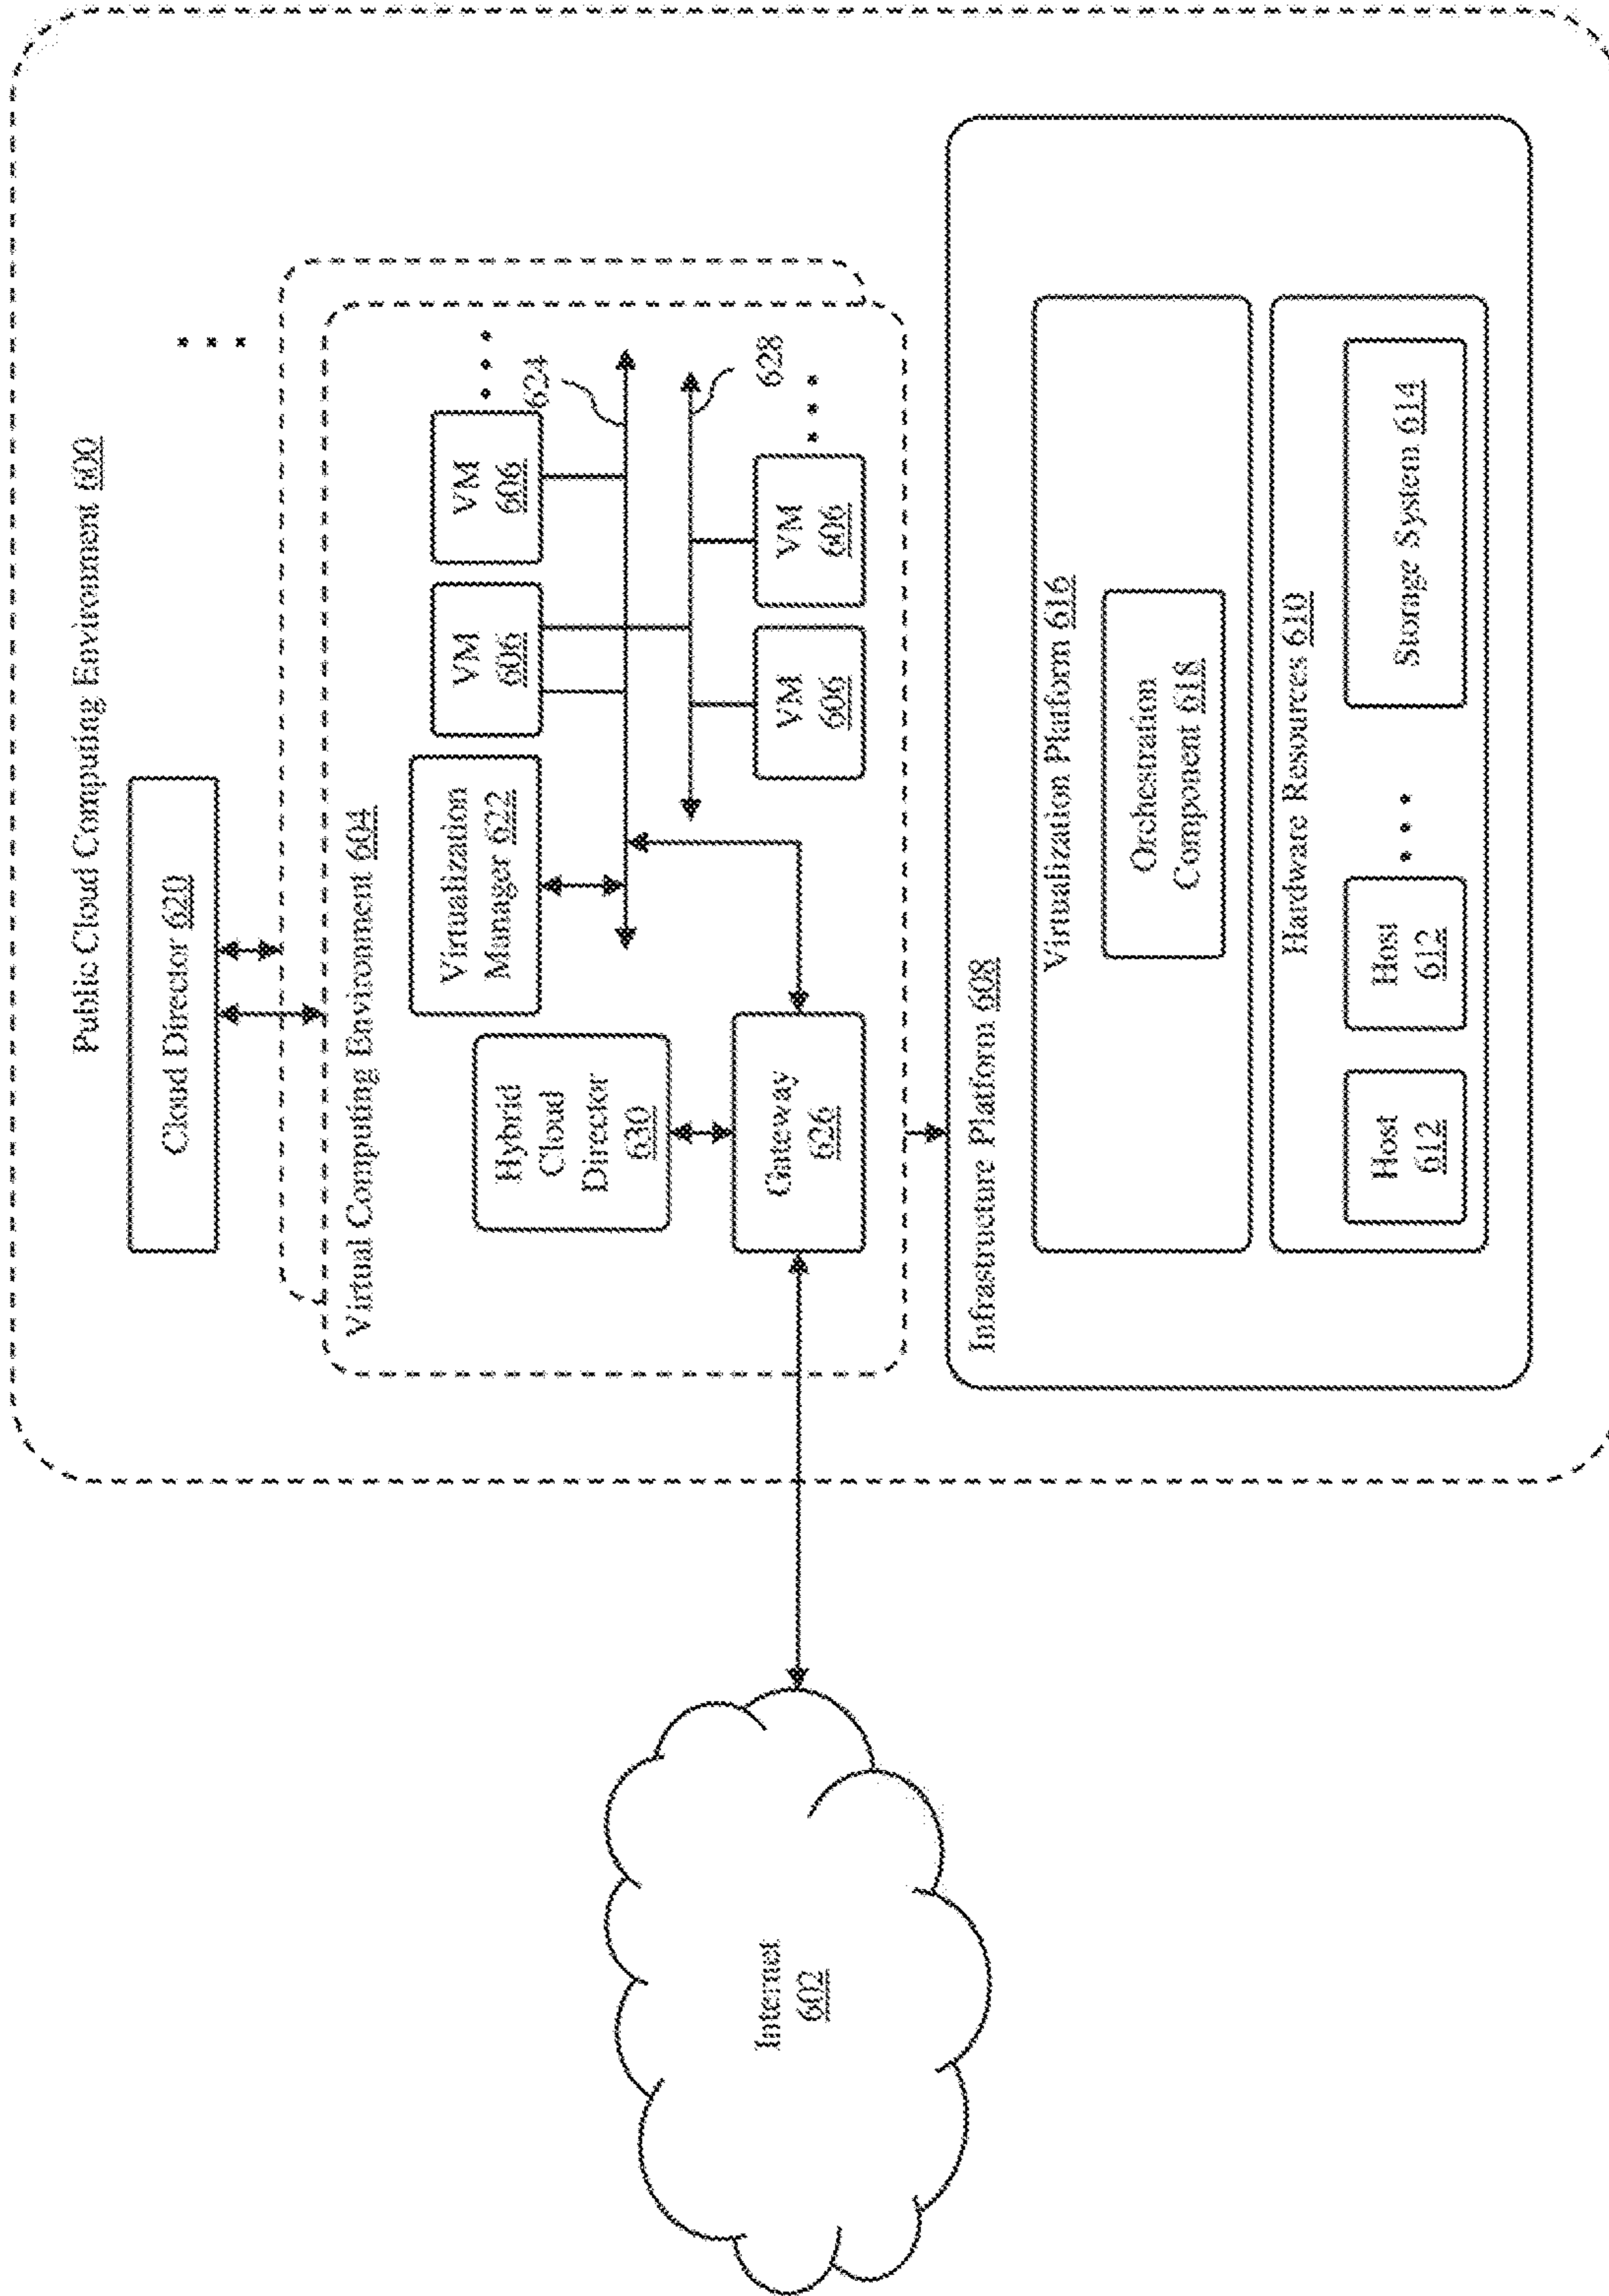 Public Cloud Computing Environment 600
Cloud Director 620
Virtual Computing Environment 604
Hybrid
Cloud
Director
630
Virtualization
Manager 622
VM
606
VM
606
624
628
Gateway
626
VM
606
VM
606
Internet
602
Infrastructure Platform 608
Virtualization Platform 616
Orchestration
Component 618
Hardware Resources 610
Host
612
Host
612
Storage System 614